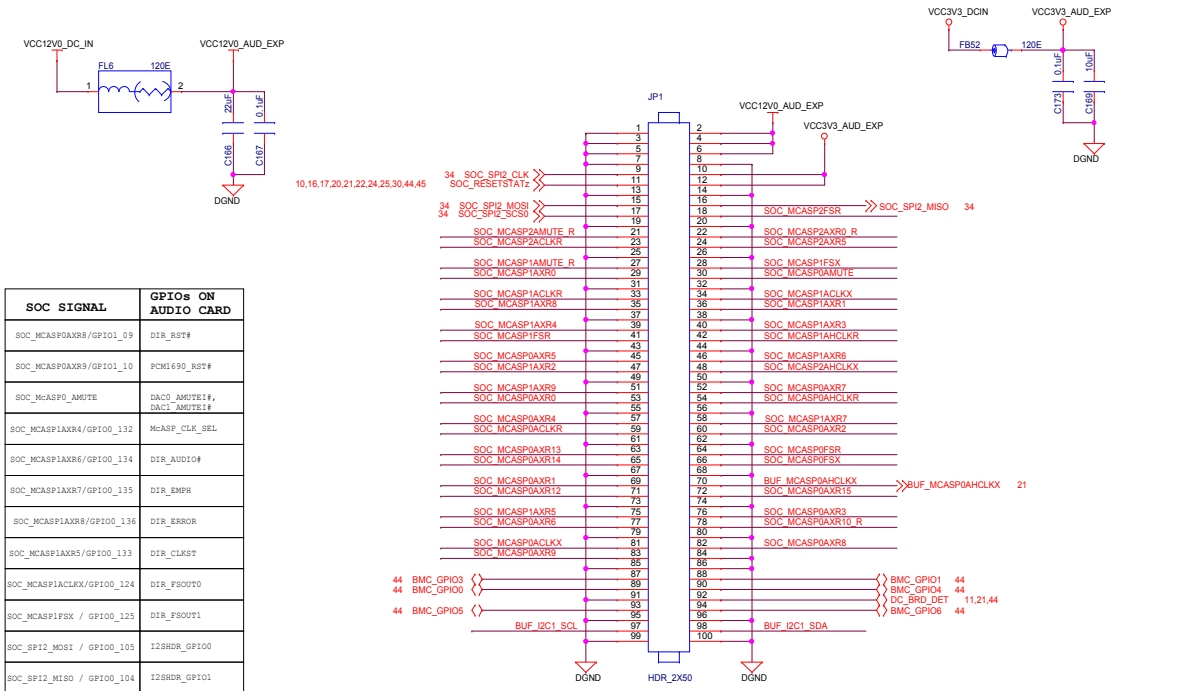 VCC12V0_DC_IN
VCC12V0_AUD_EXP
FL6 120E
1 2
22uF
0.1uF
C166
C167
DGND
VCC3V3_DCIN
VCC3V3_AUD_EXP
FB52 120E
0.1uF
10uF
C173
C169
DGND
JP1
VCC12V0_AUD_EXP
VCC3V3_AUD_EXP
1 2
3 4
5 6
7 8
34 SOC_SPI2_CLK 9 10
10,16,17,20,21,22,24,25,30,44,45 SOC_RESETSTATz 11 12
13 14
34 SOC_SPI2_MOSI 15 16 SOC_SPI2_MISO 34
34 SOC_SPI2_SCS0 17 18 SOC_MCASP2FSR
19 20
SOC_MCASP2AMUTE_R 21 22 SOC_MCASP2AXR0_R
SOC_MCASP2ACLKR 23 24 SOC_MCASP2AXR5
25 26
SOC_MCASP1AMUTE_R 27 28 SOC_MCASP1FSX
SOC_MCASP1AXR0 29 30 SOC_MCASP0AMUTE
31 32
SOC_MCASP1ACLKR 33 34 SOC_MCASP1ACLKX
SOC_MCASP1AXR8 35 36 SOC_MCASP1AXR1
37 38
SOC_MCASP1AXR4 39 40 SOC_MCASP1AXR3
SOC_MCASP1FSR 41 42 SOC_MCASP1AHCLKR
43 44
SOC_MCASP0AXR5 45 46 SOC_MCASP1AXR6
SOC_MCASP1AXR2 47 48 SOC_MCASP2AHCLKX
49 50
SOC_MCASP1AXR9 51 52 SOC_MCASP0AXR7
SOC_MCASP0AXR0 53 54 SOC_MCASP0AHCLKR
55 56
SOC_MCASP0AXR4 57 58 SOC_MCASP1AXR7
SOC_MCASP0ACLKR 59 60 SOC_MCASP0AXR2
61 62
SOC_MCASP0AXR13 63 64 SOC_MCASP0FSR
SOC_MCASP0AXR14 65 66 SOC_MCASP0FSX
67 68
SOC_MCASP0AXR1 69 70 BUF_MCASP0AHCLKX BUF_MCASP0AHCLKX 21
SOC_MCASP0AXR12 71 72 SOC_MCASP0AXR15
73 74
SOC_MCASP1AXR5 75 76 SOC_MCASP0AXR3
SOC_MCASP0AXR6 77 78 SOC_MCASP0AXR10_R
79 80
SOC_MCASP0ACLKX 81 82 SOC_MCASP0AXR8
SOC_MCASP0AXR9 83 84
85 86
44 BMC_GPIO3 87 88 BMC_GPIO1 44
44 BMC_GPIO0 89 90 BMC_GPIO4 44
91 92 DC_BRD_DET 11,21,44
44 BMC_GPIO5 93 94 BMC_GPIO6 44
95 96
BUF_I2C1_SCL 97 98 BUF_I2C1_SDA
99 100
DGND
HDR_2X50
DGND
SOC SIGNAL GPIOs ON
AUDIO CARD
SOC_MCASP0AXR8/GPIO1_09 DIR_RST#
SOC_MCASP0AXR9/GPIO1_10 PCM1690_RST#
SOC_McASP0_AMUTE DAC0_AMUTEI#,
DAC1_AMUTEI#
SOC_MCASP1AXR4/GPIO0_132 McASP_CLK_SEL
SOC_MCASP1AXR6/GPIO0_134 DIR_AUDIO#
SOC_MCASP1AXR7/GPIO0_135 DIR_EMPH
SOC_MCASP1AXR8/GPIO0_136 DIR_ERROR
SOC_MCASP1AXR5/GPIO0_133 DIR_CLKST
SOC_MCASP1ACLKX/GPIO0_124 DIR_FSOUT0
SOC_MCASP1FSX / GPIO0_125 DIR_FSOUT1
SOC_SPI2_MOSI / GPIO0_105 I2SHDR_GPIO0
SOC_SPI2_MISO / GPIO0_104 I2SHDR_GPIO1